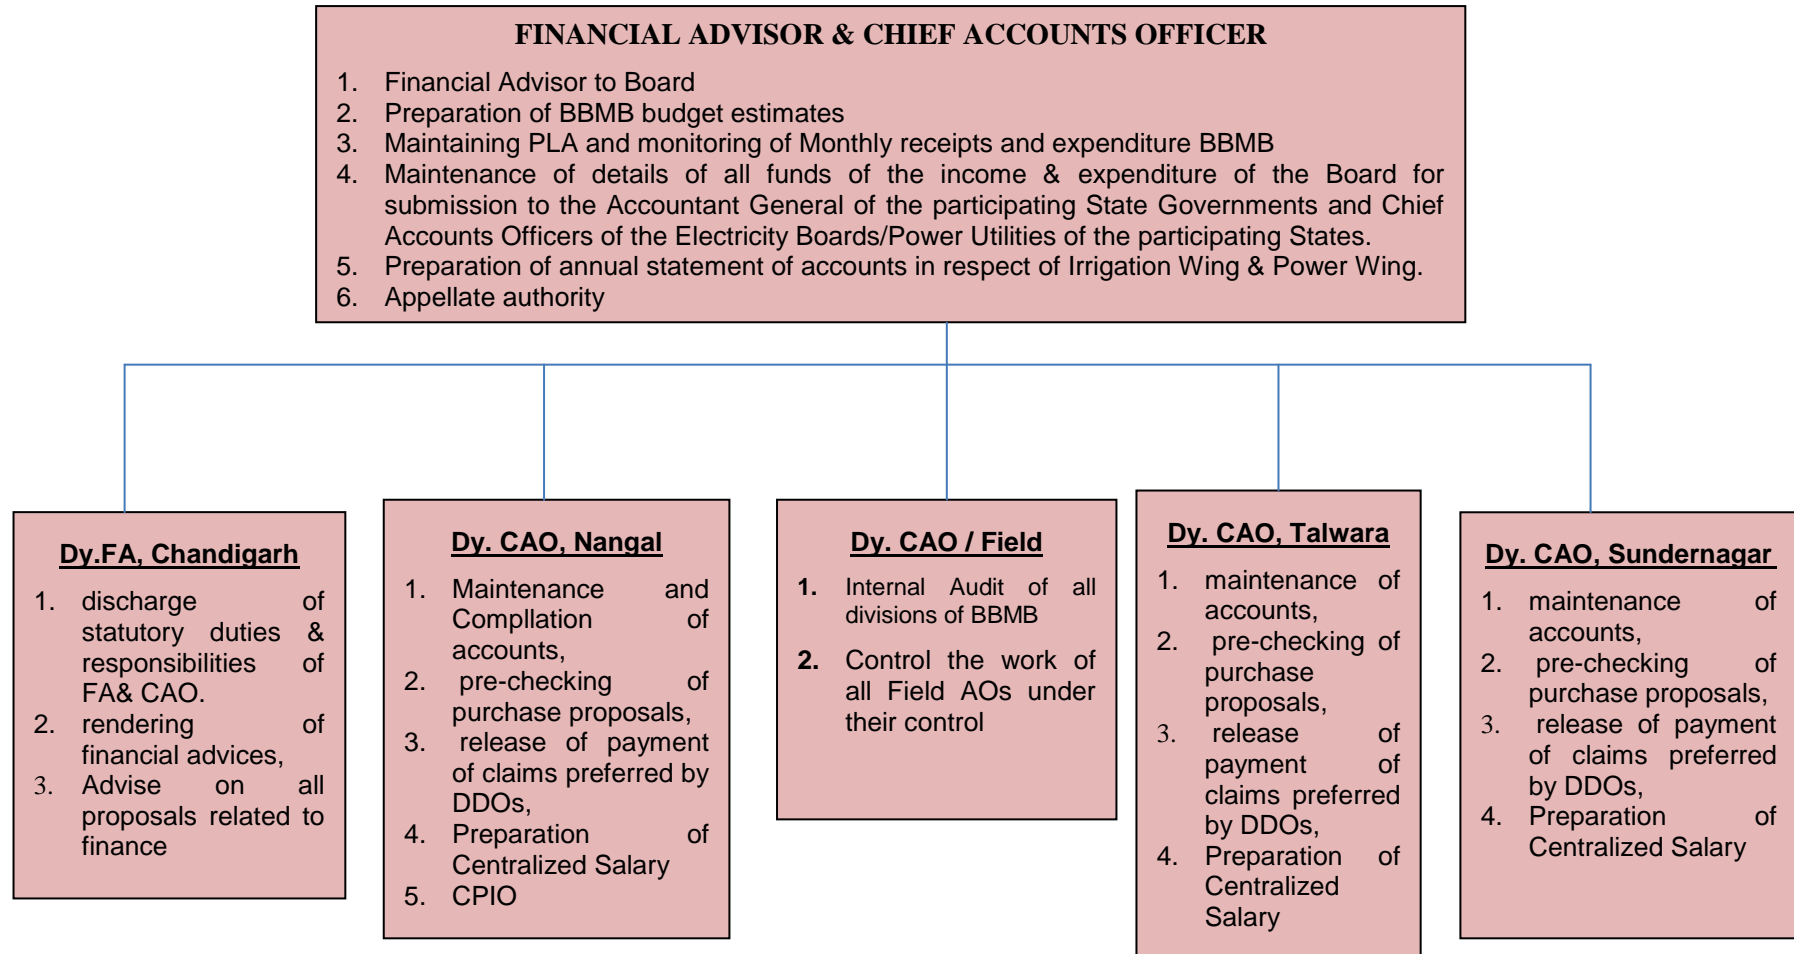 FINANCIAL ADVISOR & CHIEF ACCOUNTS OFFICER
1. Financial Advisor to Board
2. Preparation of BBMB budget estimates
3. Maintaining PLA and monitoring of Monthly receipts and expenditure BBMB
4. Maintenance of details of all funds of the income & expenditure of the Board for
submission to the Accountant General of the participating State Governments and Chief
Accounts Officers of the Electricity Boards/Power Utilities of the participating States.
5. Preparation of annual statement of accounts in respect of Irrigation Wing & Power Wing.
6. Appellate authority
Dy.FA, Chandigarh
1. discharge of
statutory duties &
responsibilities of
FA& CAO.
2. rendering of
financial advices,
3. Advise on all
proposals related to
finance
Dy. CAO, Nangal
1. Maintenance and
Compllation of
accounts,
2. pre-checking of
purchase proposals,
3. release of payment
of claims preferred by
DDOs,
4. Preparation of
Centralized Salary
5. CPIO
Dy. CAO / Field
1. Internal Audit of all
divisions of BBMB
2. Control the work of
all Field AOs under
their control
Dy. CAO, Talwara
1. maintenance of
accounts,
2. pre-checking of
purchase
proposals,
3. release of
payment of
claims preferred
by DDOs,
4. Preparation of
Centralized
Salary
Dy. CAO, Sundernagar
1. maintenance of
accounts,
2. pre-checking of
purchase proposals,
3. release of payment
of claims preferred
by DDOs,
4. Preparation of
Centralized Salary